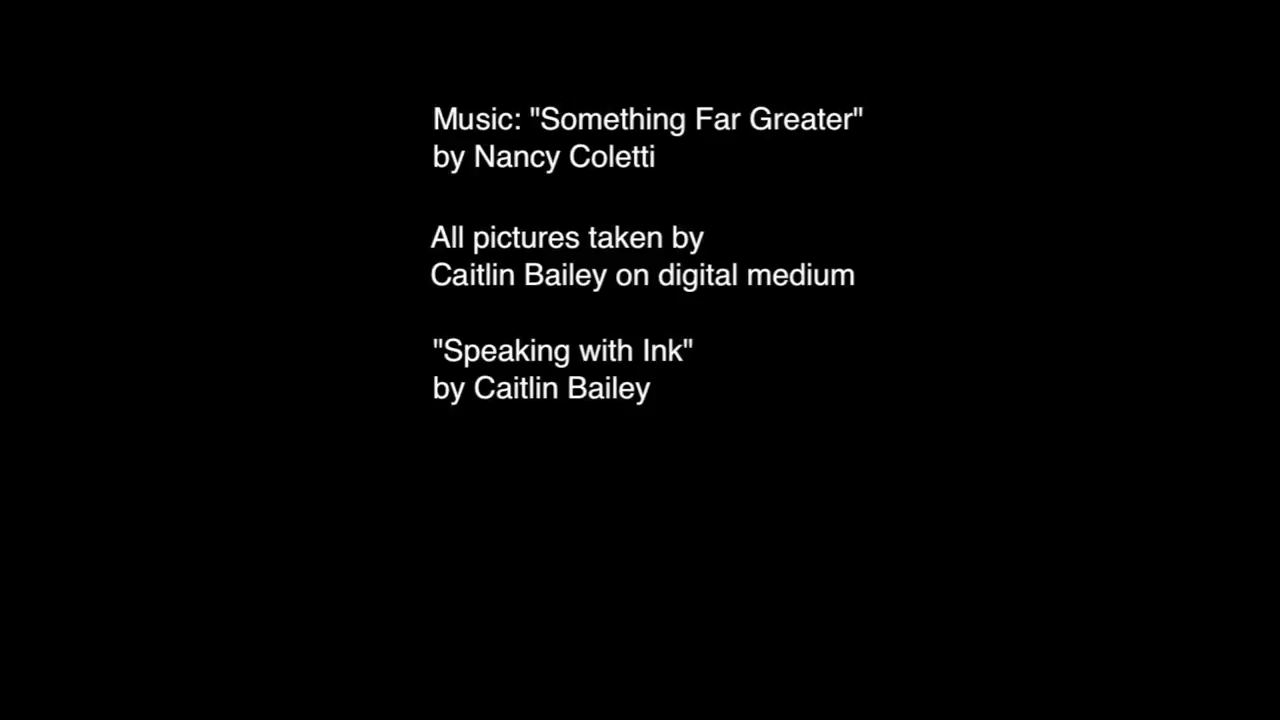 Music: "Something Far Greater"
by Nancy Coletti
All pictures taken by
Caitlin Bailey on digital medium
"Speaking with Ink"
by Caitlin Bailey